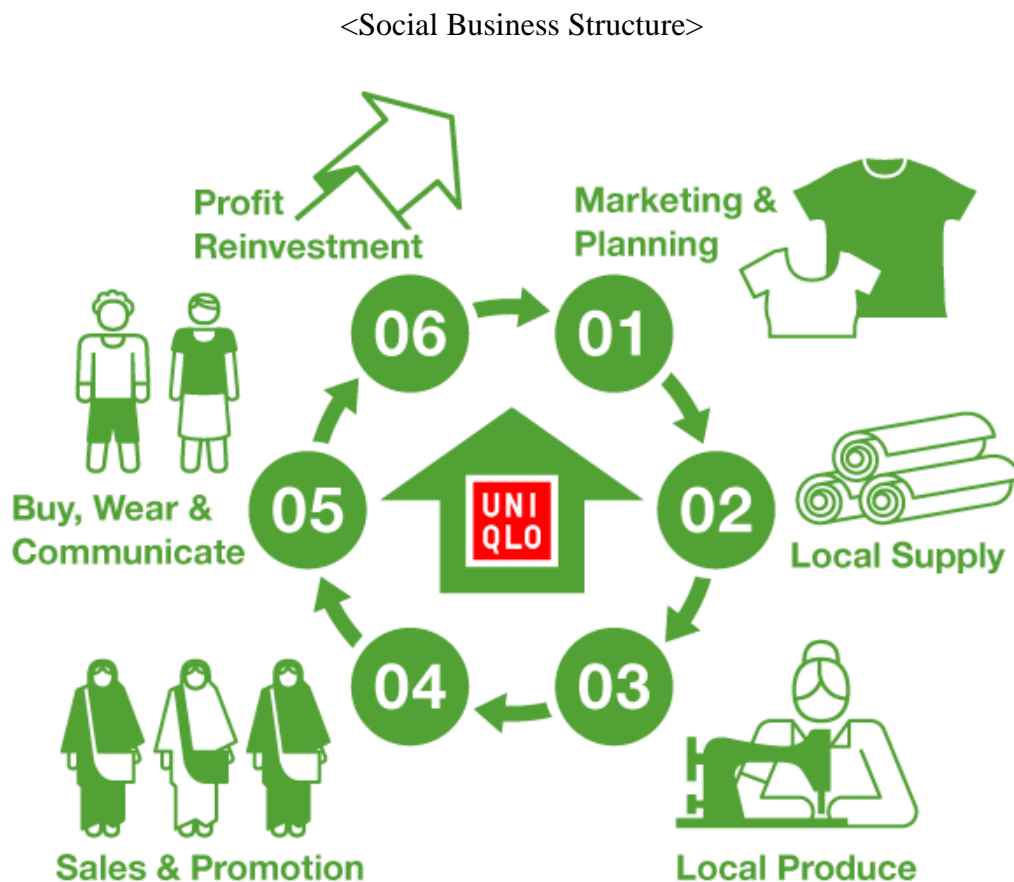 <Social Business Structure>
Profit
Reinvestment
Marketing &
Planning
06
01
05
UNI
QLO
02
Buy, Wear &
Communicate
Local Supply
04
03
Sales & Promotion
Local Produce